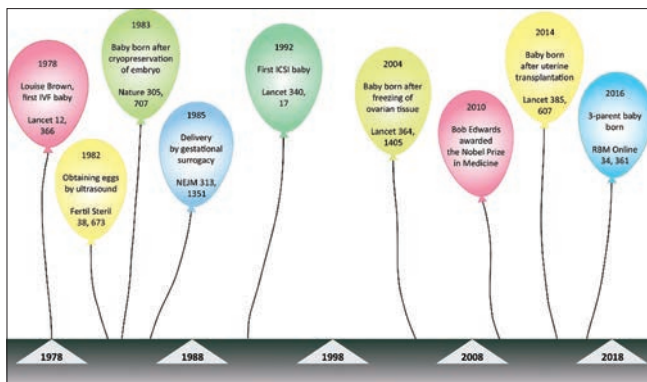 1978
Louise Brown,
first IVF baby
Lancet 12,
366
1982
Obtaining eggs
by ultrasound
Fertil Steril
38, 673
1983
Baby born after
cryopreservation
of embryo
Nature 305,
707
1985
Delivery
by gestational
surrogacy
NEJM 313,
1351
1992
First ICSI baby
Lancet 340,
17
2004
Baby born after
freezing of
ovarian tissue
Lancet 364,
1405
2010
Bob Edwards
awarded
the Nobel Prize
in Medicine
2014
Baby born
after uterine
transplantation
Lancet 385,
607
2016
3-parent baby
born
RBM Online
34, 361
1978
1988
1998
2008
2018